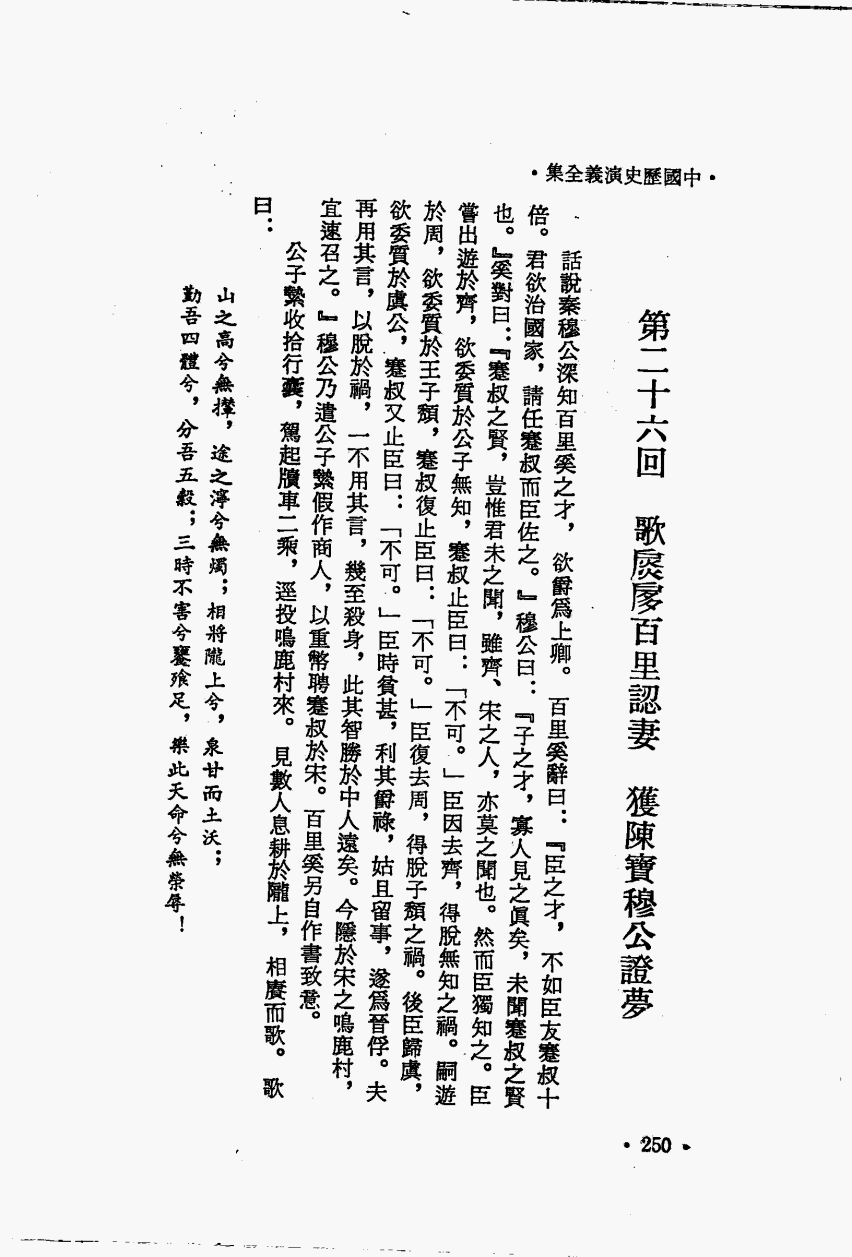 •中國歷史演義全集•
第二十六回　歌扊扅百里認妻　獲陳寶穆公證夢
話說秦穆公深知百里奚之才，欲爵爲上卿。百里奚辭曰：『臣之才，不如臣友蹇叔十
倍。君欲治國家，請任蹇叔而臣佐之。』穆公曰：『子之才，寡人見之眞矣，未聞蹇叔之賢
也。』奚對曰：『蹇叔之賢，豈惟君未之聞，雖齊、宋之人，亦莫之聞也。然而臣獨知之。臣
嘗出遊於齊，欲委質於公子無知，蹇叔止臣曰：「不可。」臣因去齊，得脫無知之禍。嗣遊
於周，欲委質於王子頹，蹇叔復止臣曰：「不可。」臣復去周，得脫子頹之禍。後臣歸虞，
欲委質於虞公，蹇叔又止臣曰：「不可。」臣時貧甚，利其爵祿，姑且留事，遂爲晉俘。夫
再用其言，以脫於禍，一不用其言，幾至殺身，此其智勝於中人遠矣。今隱於宋之鳴鹿村，
宜速召之。』穆公乃遣公子縶假作商人，以重幣聘蹇叔於宋。百里奚另自作書致意。
公子縶收拾行囊，駕起犢車二乘，逕投鳴鹿村來。見數人息耕於隴上，相賡而歌。歌
曰：
山之高兮無攆，途之濘兮無燭；相將隴上兮，泉甘而土沃；
勤吾四體兮，分吾五穀；三時不害兮饔飧足，樂此天命兮無榮辱！
•250•